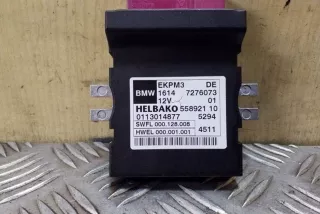 EKPM3 DE
BMW 1614 7276073
12V 01
HELBAKO 558921 10
0113014877 5294
SWFL 000.128.008
HWEL 000.001.001 4511